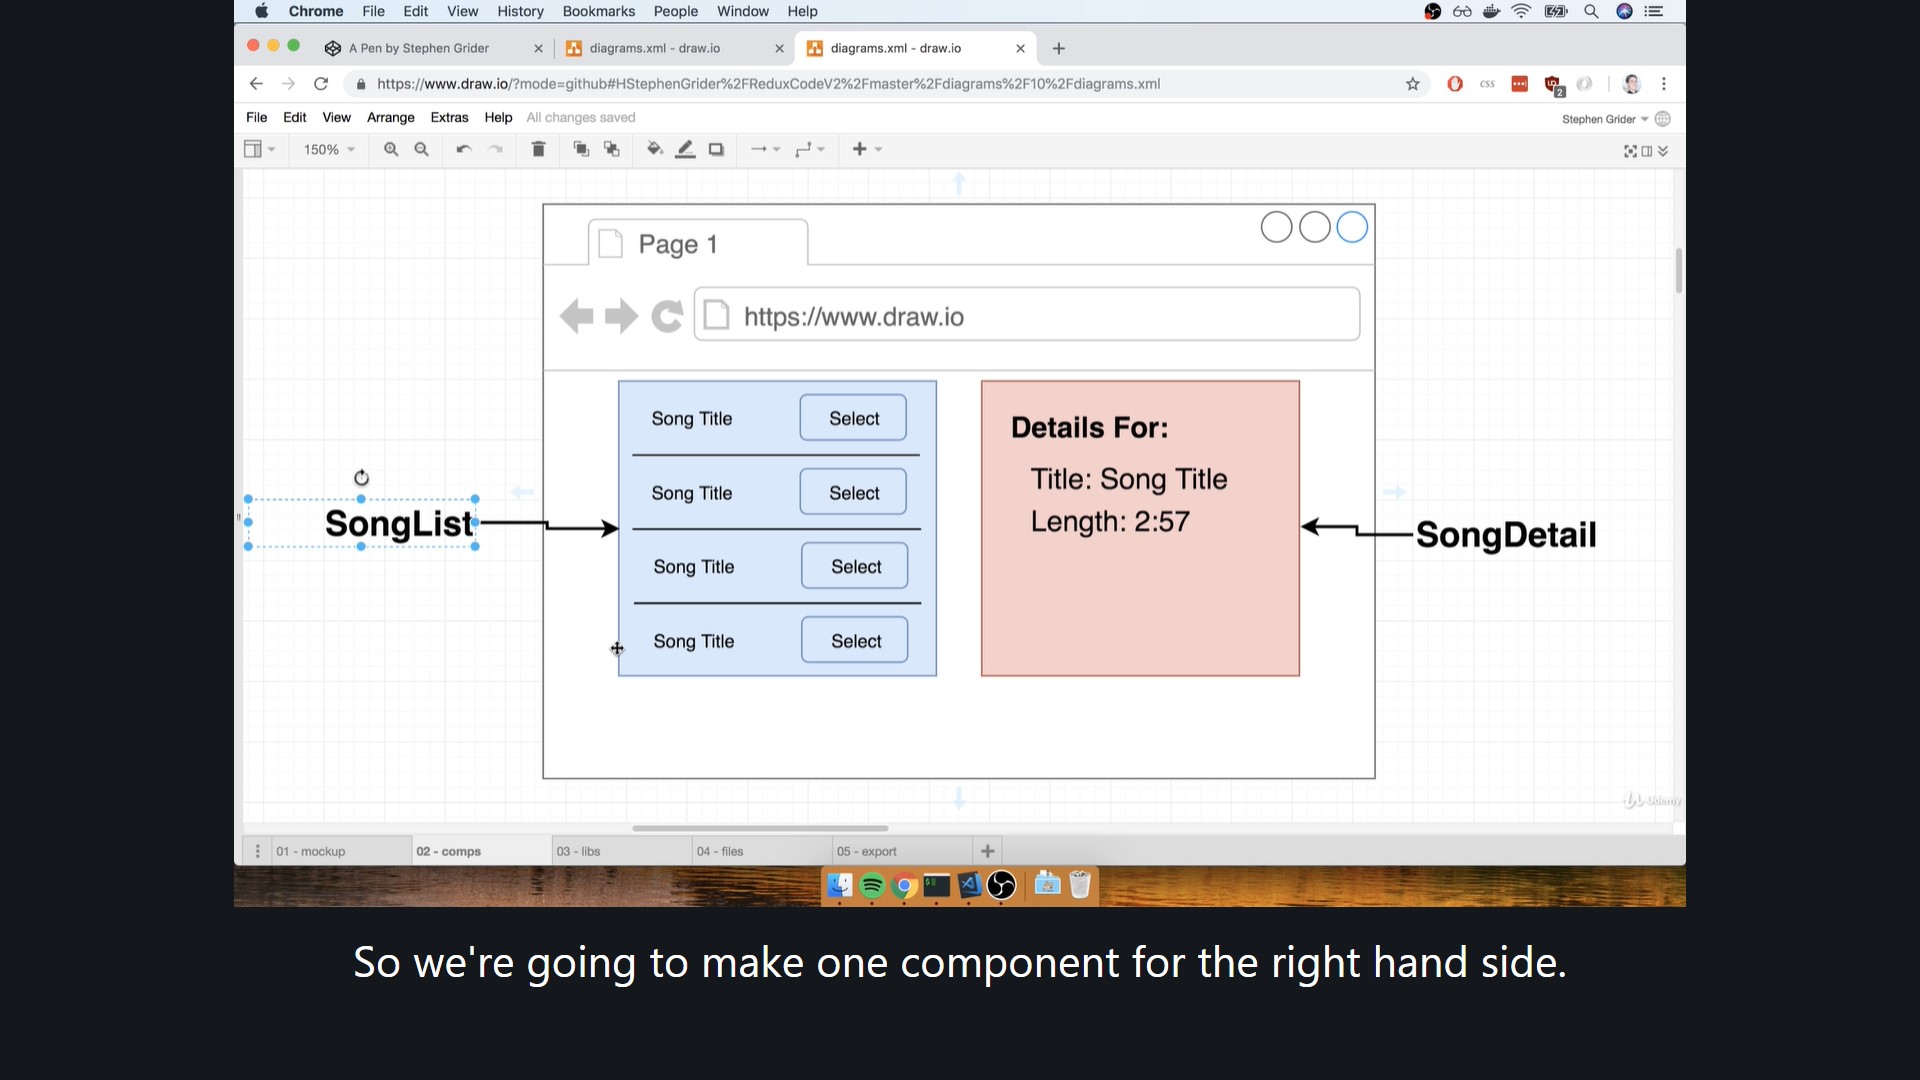 Chrome File Edit View History Bookmarks People Window Help
A Pen by Stephen Grider
diagrams.xml - draw.io
diagrams.xml - draw.io
https://www.draw.io/?mode=github#HStephenGrider%2FReduxCodeV2%2Fmaster%2Fdiagrams%2F10%2Fdiagrams.xml
css
2
File Edit View Arrange Extras Help All changes saved
Stephen Grider
150%
Page 1
https://www.draw.io
Song Title Select
Song Title Select
Song Title Select
Song Title Select
Details For:
Title: Song Title
Length: 2:57
SongList
SongDetail
Udemy
01 - mockup
02 - comps
03 - libs
04 - files
05 - export
So we're going to make one component for the right hand side.